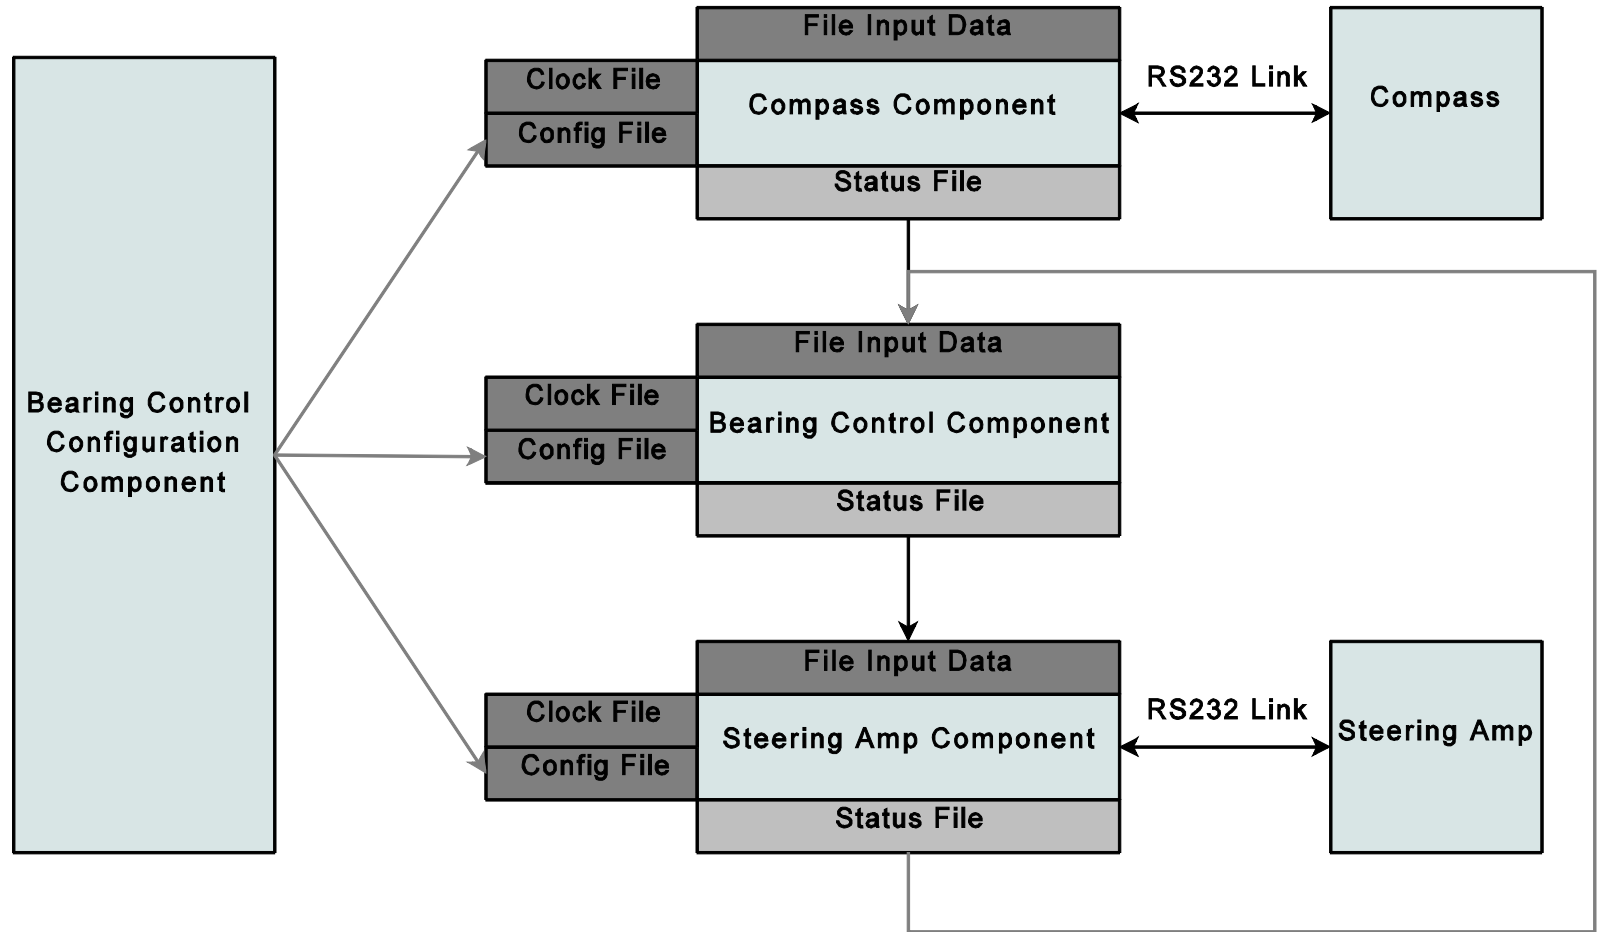 File Input Data
Clock File
Compass Component
Config File
Status File
RS232 Link
Compass
Bearing Control
Configuration
Component
File Input Data
Clock File
Bearing Control Component
Config File
Status File
File Input Data
Clock File
Steering Amp Component
Config File
Status File
RS232 Link
Steering Amp